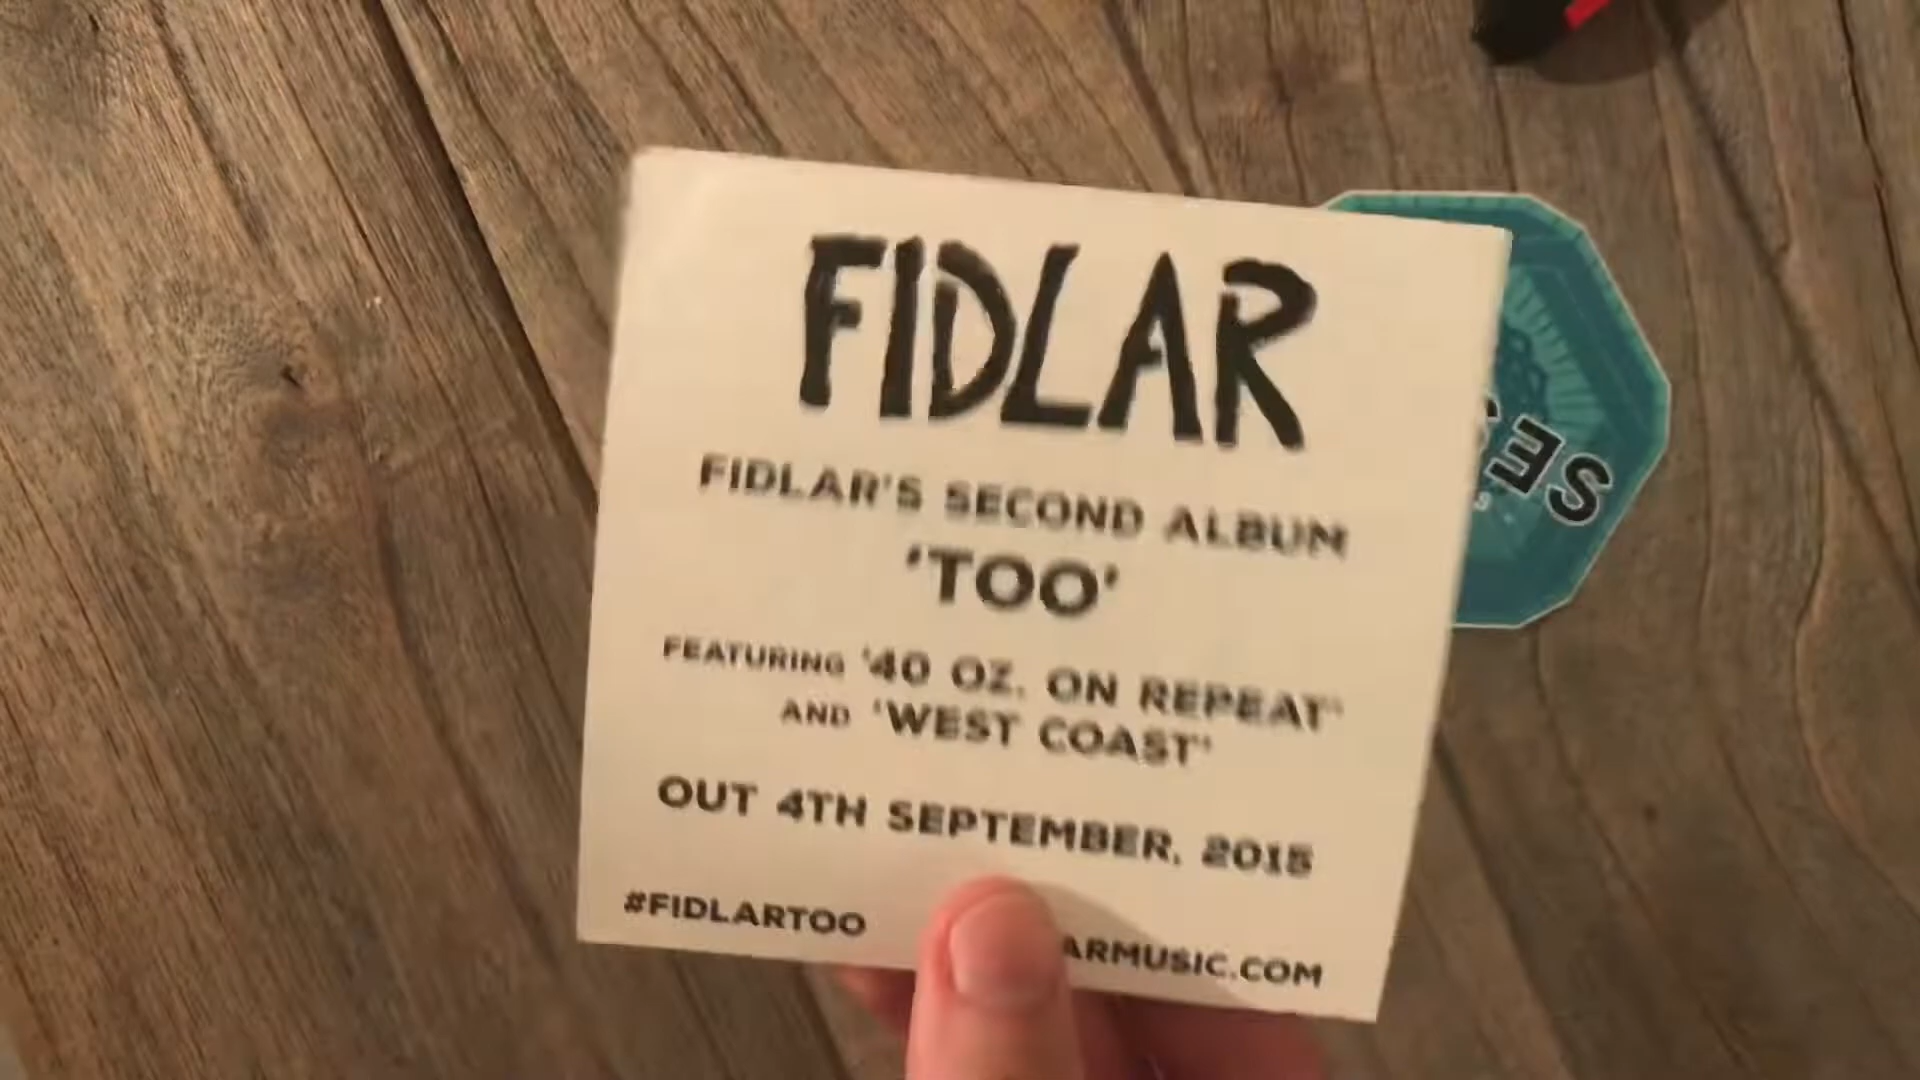 FIDLAR
FIDLAR'S SECOND ALBUM
'TOO'
FEATURING '40 OZ. ON REPEAT'
AND 'WEST COAST'
OUT 4TH SEPTEMBER, 2015
#FIDLARTOO
ARMUSIC.COM